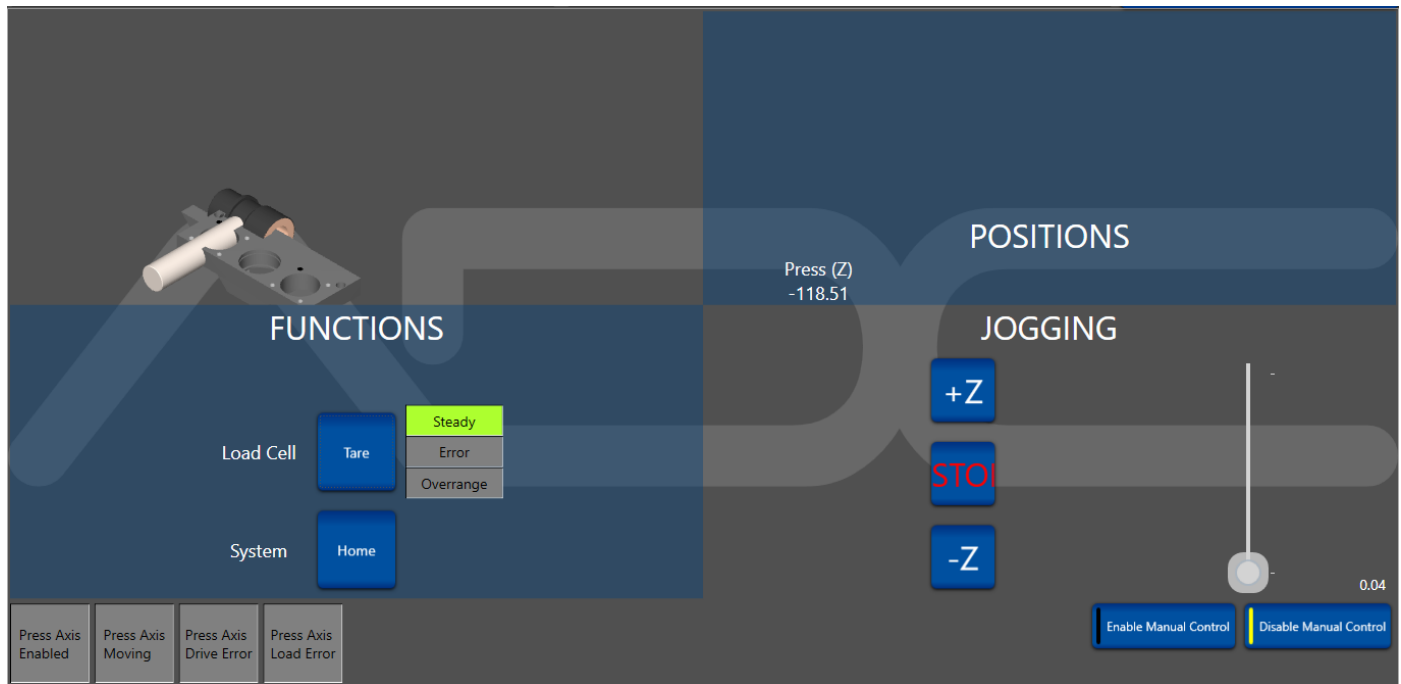 POSITIONS
Press (Z)
-118.51
FUNCTIONS
JOGGING
+Z
Load Cell
Tare
Steady
Error
Overrange
STOI
System
Home
-Z
-
-
0.04
Press Axis
Enabled
Press Axis
Moving
Press Axis
Drive Error
Press Axis
Load Error
Enable Manual Control
Disable Manual Control